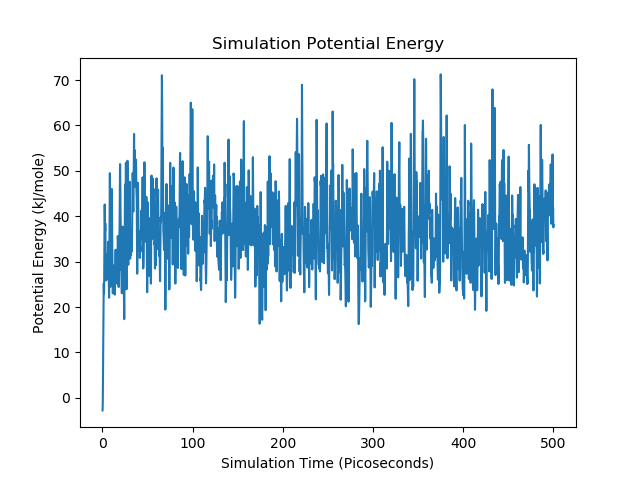 Simulation Potential Energy
Potential Energy (kJ/mole)
70
60
50
40
30
20
10
0
0 100 200 300 400 500
Simulation Time (Picoseconds)